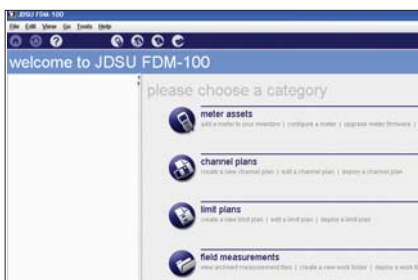 JDSU FDM-100
File Edit View Go Tools Help
welcome to JDSU FDM-100
please choose a category
meter assets
add a meter to your inventory | configure a meter | upgrade meter firmware |
channel plans
create a new channel plan | edit a channel plan | deploy a channel plan
limit plans
create a new limit plan | edit a limit plan | deploy a limit plan
field measurements
view archived measurement files | create a new work folder | deploy a work